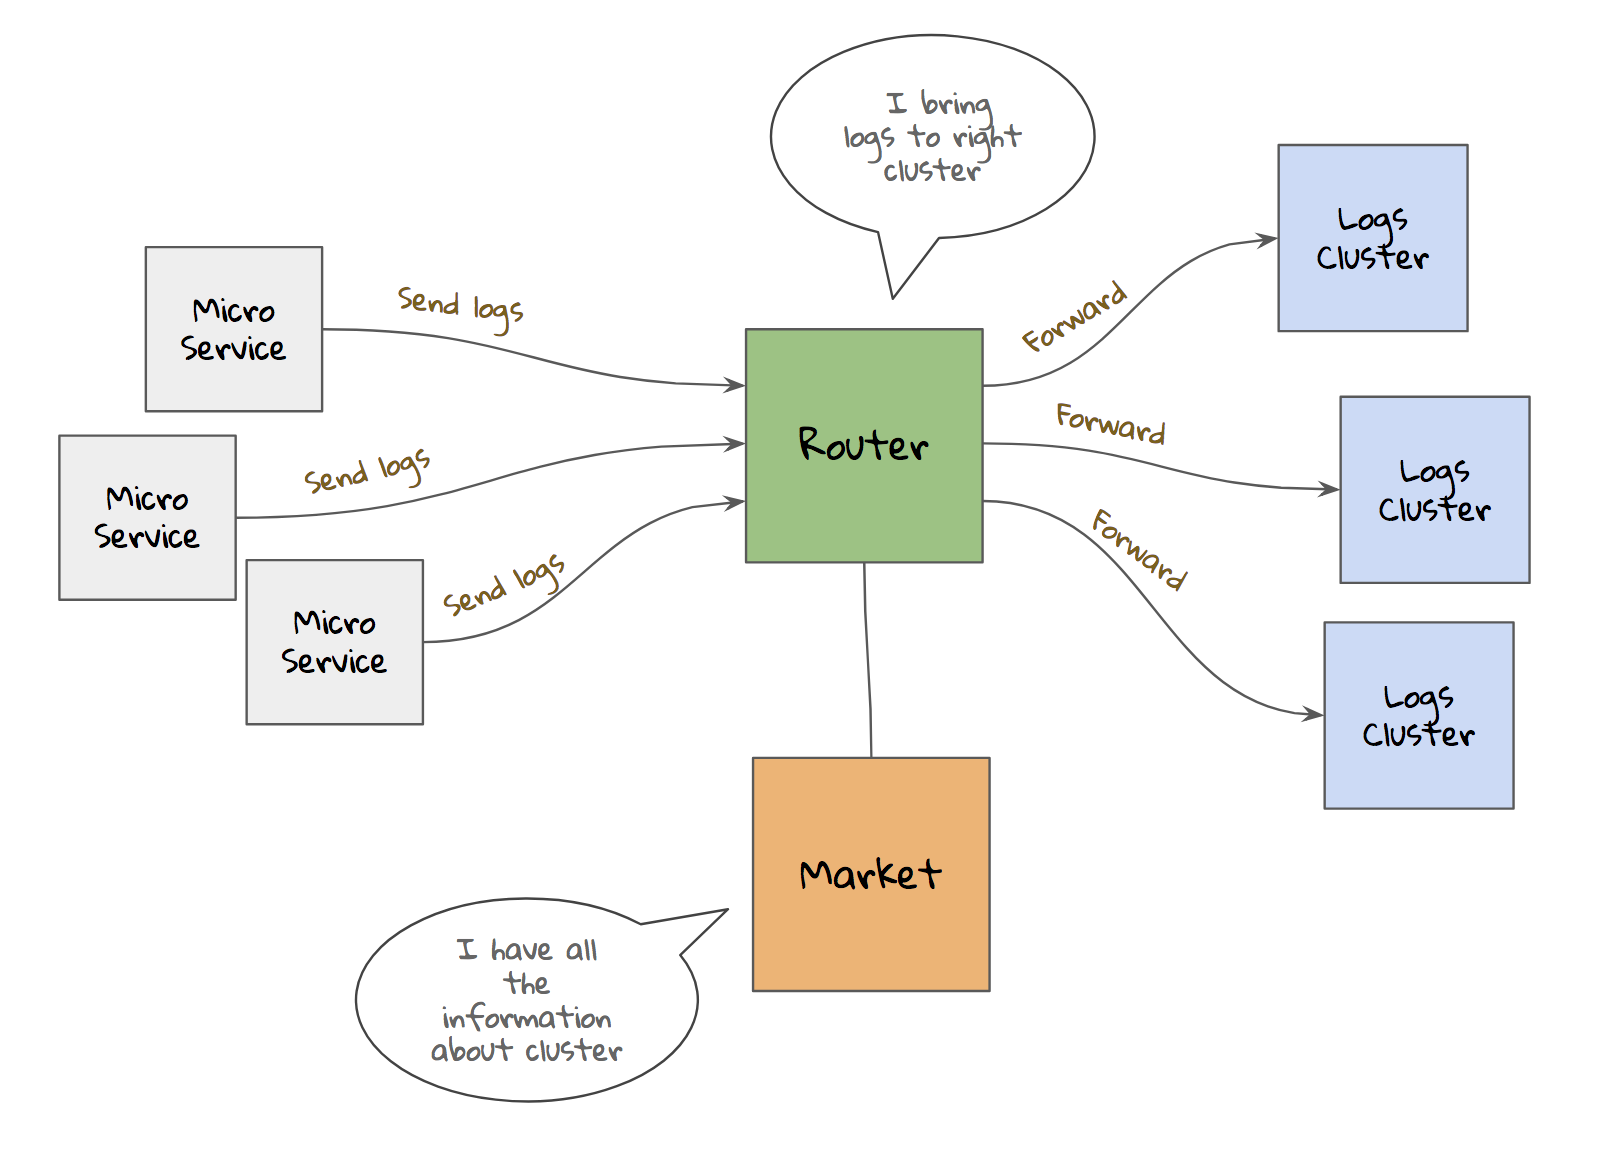 I bring
logs to right
cluster
Micro
Service
Send logs
Micro
Service
Send logs
Micro
Service
Send logs
Router
Forward
Forward
Forward
Logs
Cluster
Logs
Cluster
Logs
Cluster
Market
I have all
the
information
about cluster